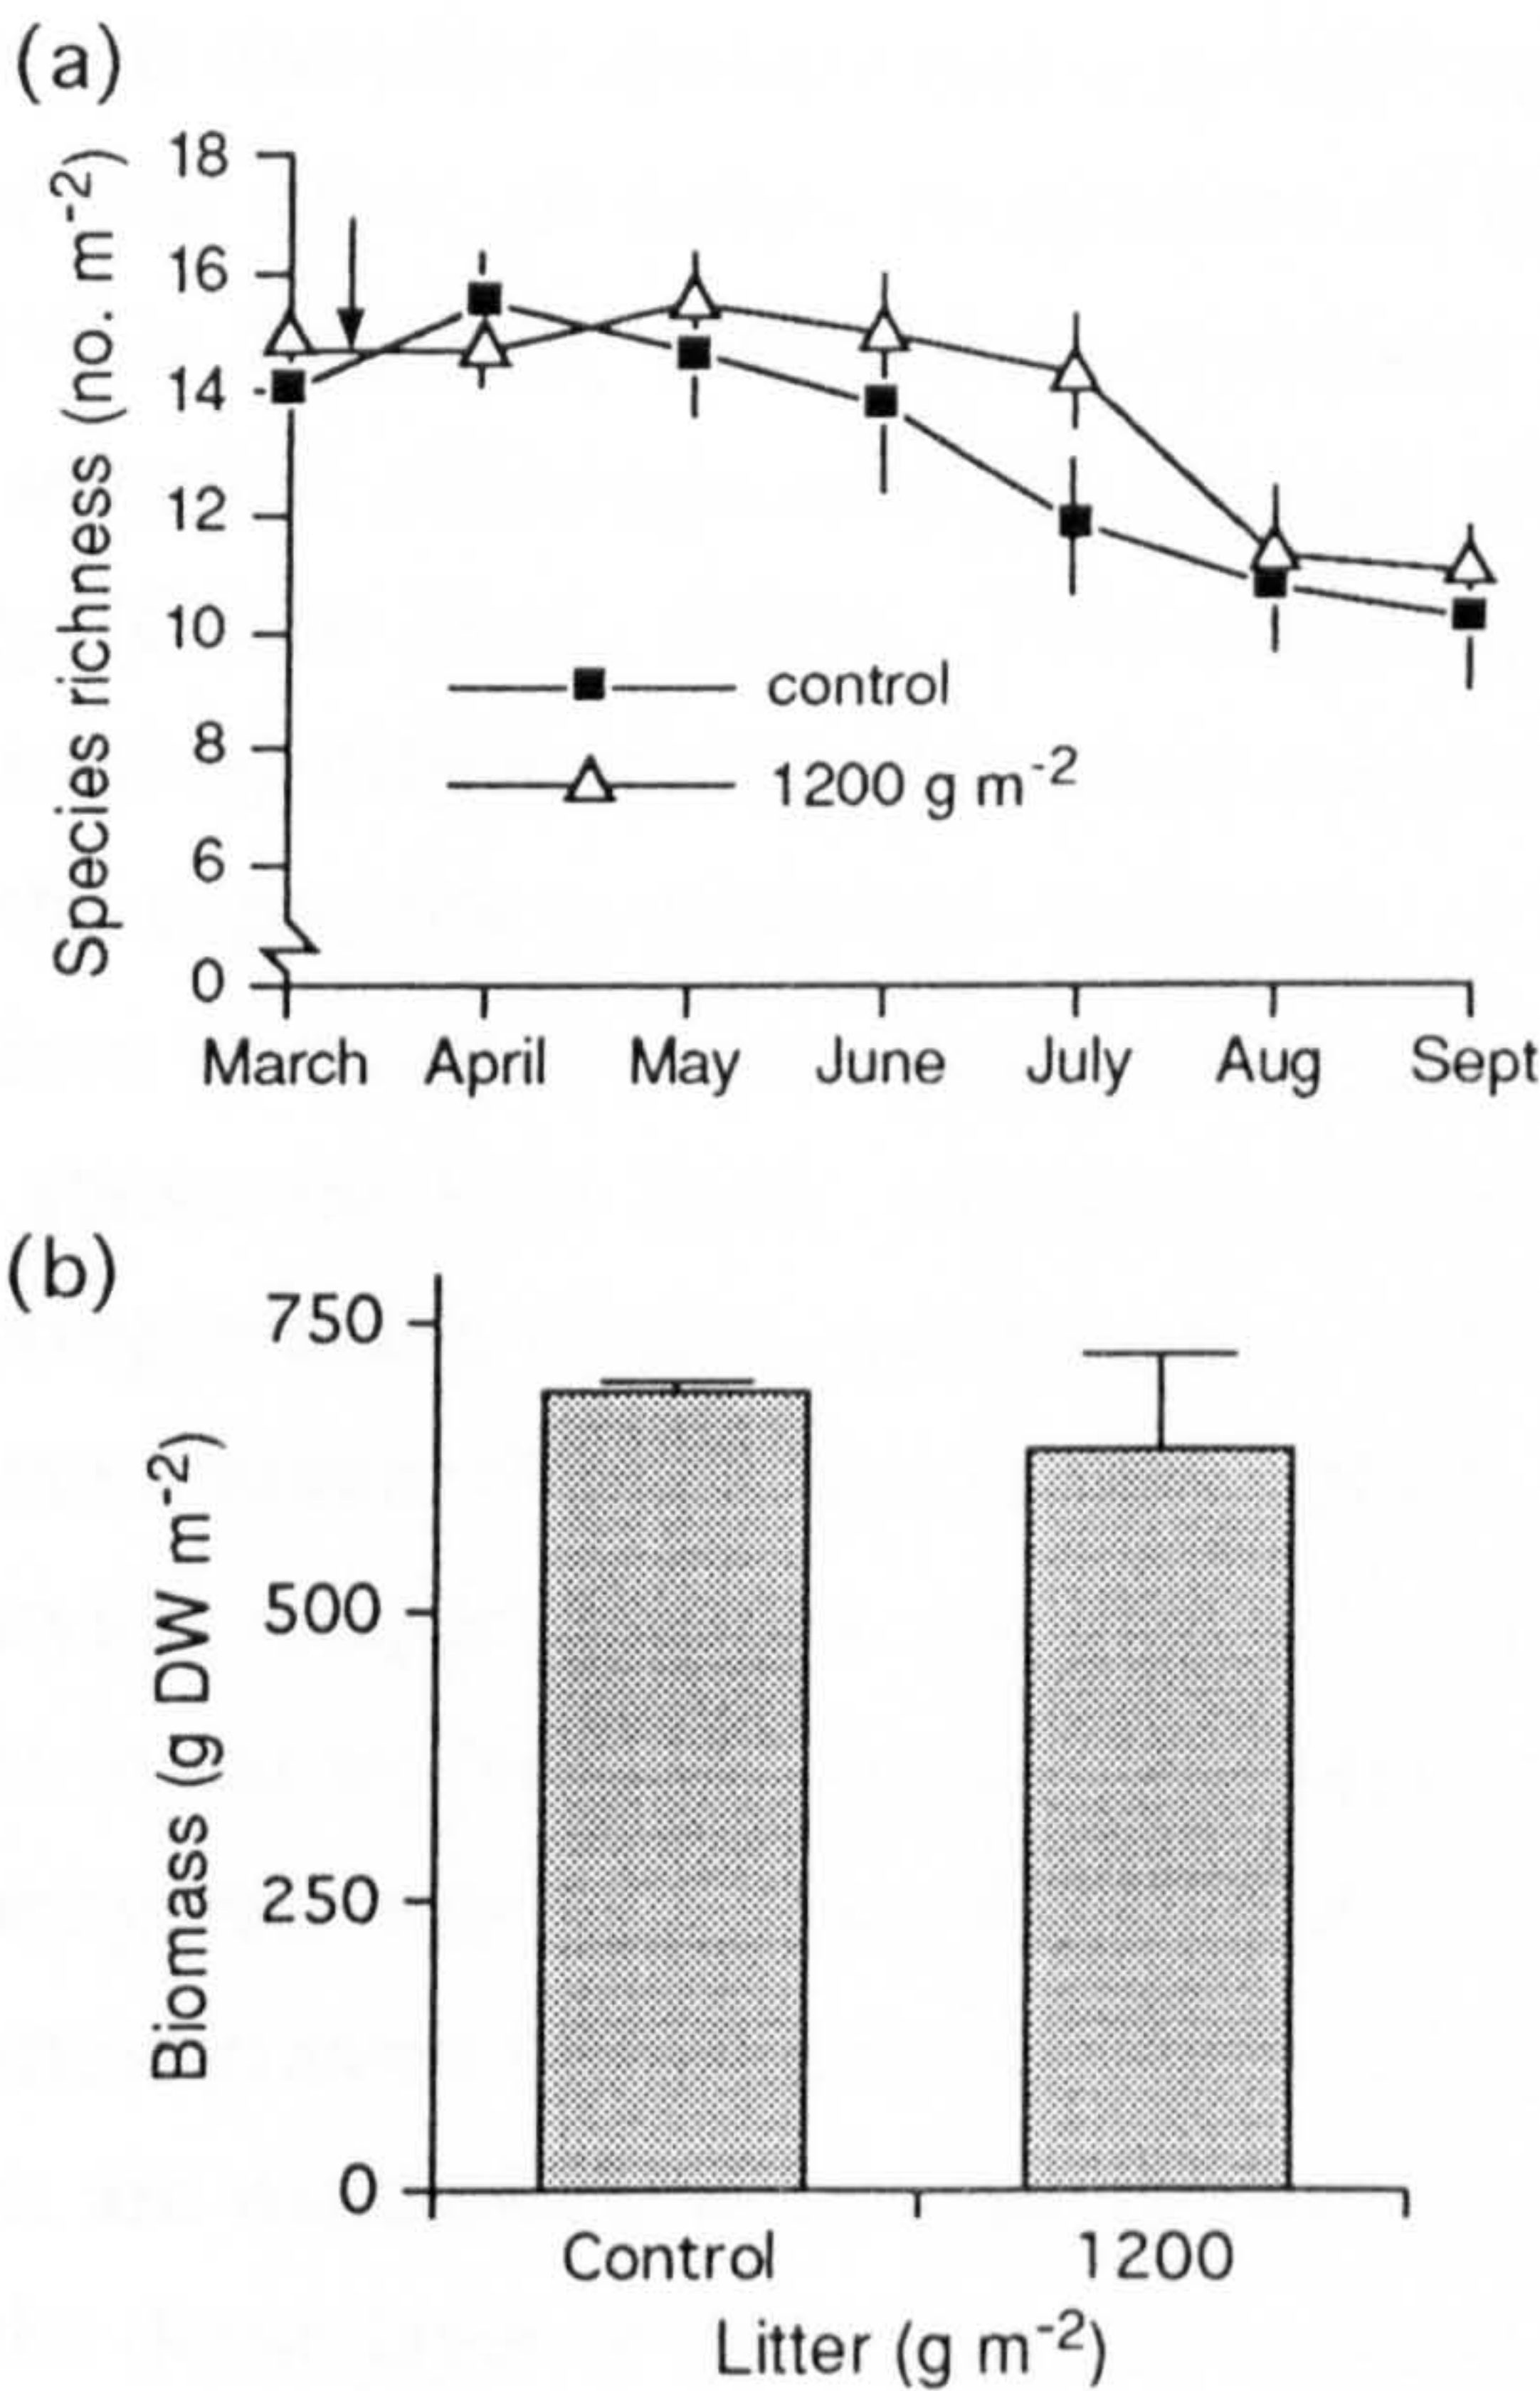 (a)
Species richness (no. m⁻²)
18
16
14
12
10
8
6
0
control
1200 g m⁻²
March April May June July Aug Sept
(b)
Biomass (g DW m⁻²)
750
500
250
0
Control 1200
Litter (g m⁻²)